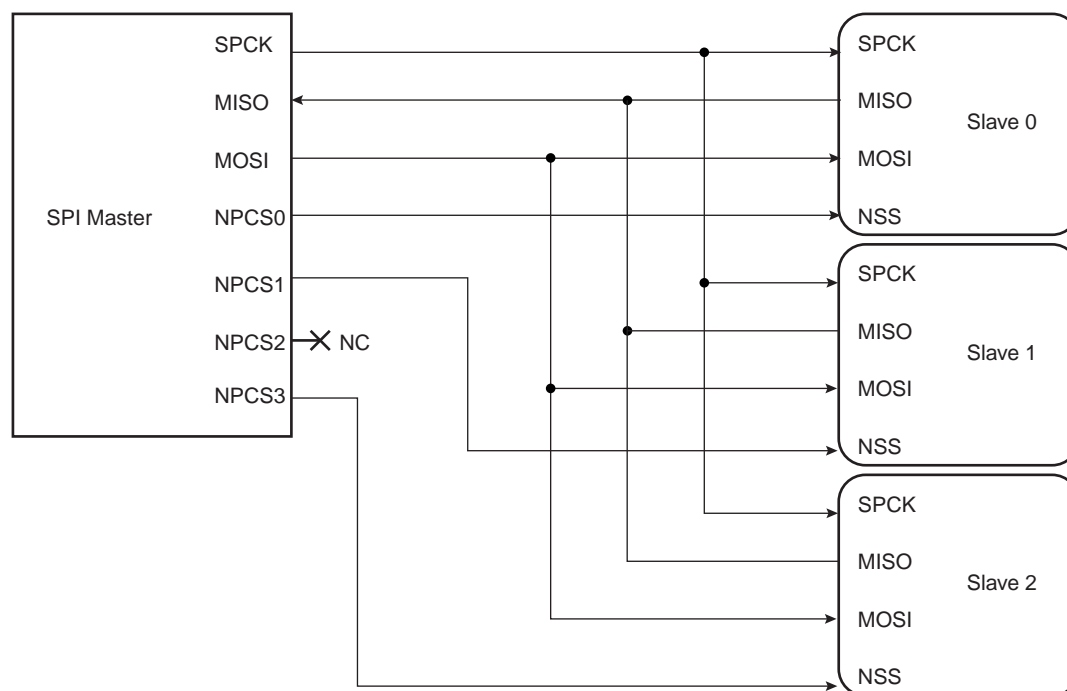 SPI Master
SPCK
MISO
MOSI
NPCS0
NPCS1
NPCS2
NC
NPCS3
SPCK
MISO
Slave 0
MOSI
NSS
SPCK
MISO
Slave 1
MOSI
NSS
SPCK
MISO
Slave 2
MOSI
NSS